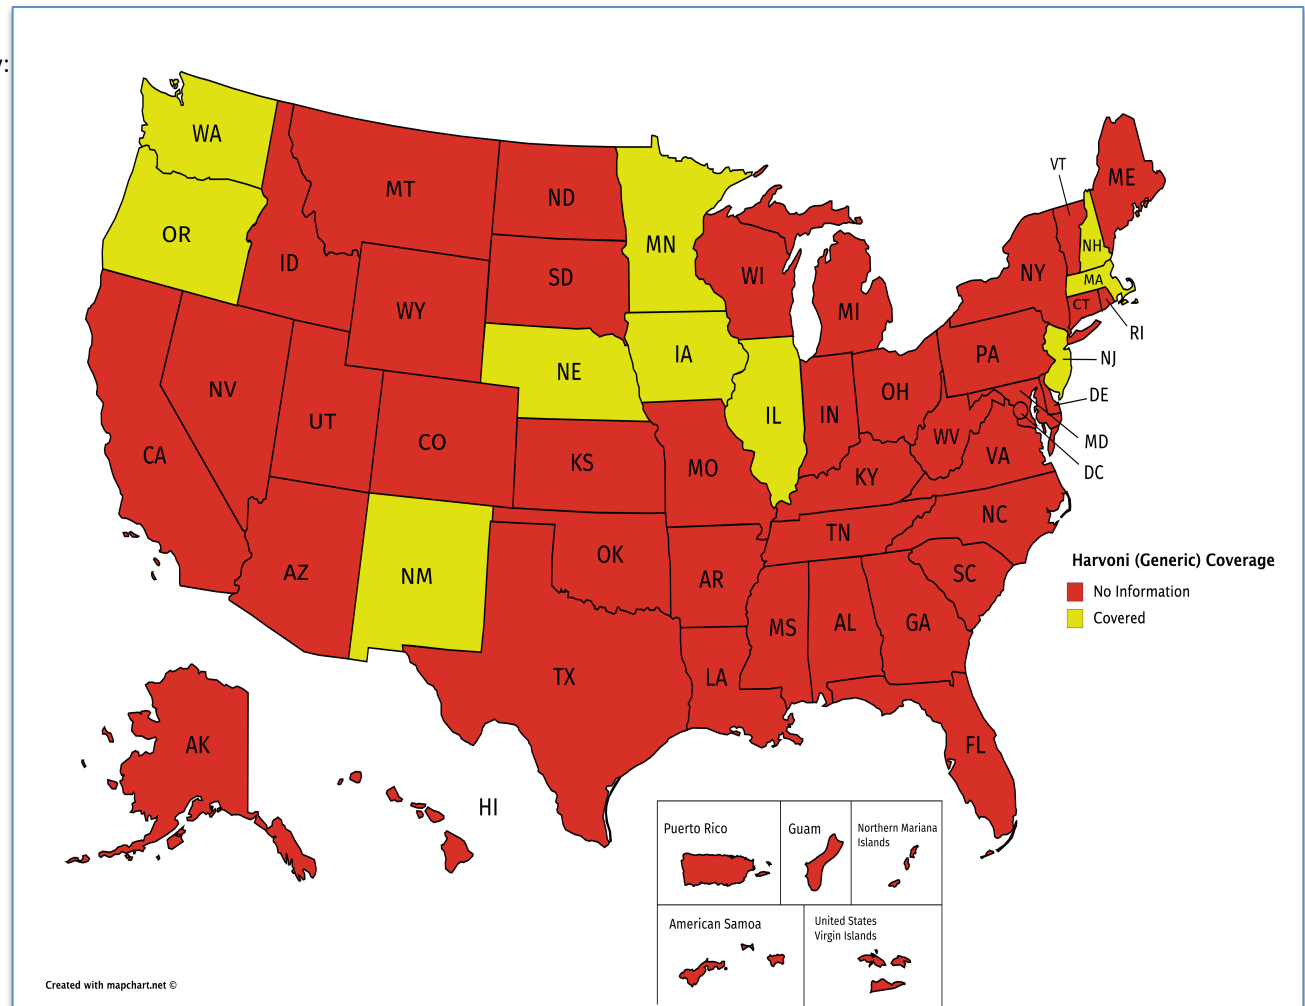 y:
WA
MT
ND
MN
VT
ME
OR
ID
SD
WI
NY
NH
MA
CT
WY
MI
RI
NE
IA
PA
NJ
NV
UT
CO
IL
IN
OH
DE
CA
KS
MO
WV
VA
MD
DC
KY
AZ
NM
OK
AR
TN
NC
SC
MS
AL
GA
TX
LA
FL
AK
HI
Harvoni (Generic) Coverage
No Information
Covered
Puerto Rico
Guam
Northern Mariana
Islands
American Samoa
United States
Virgin Islands
Created with mapchart.net ©